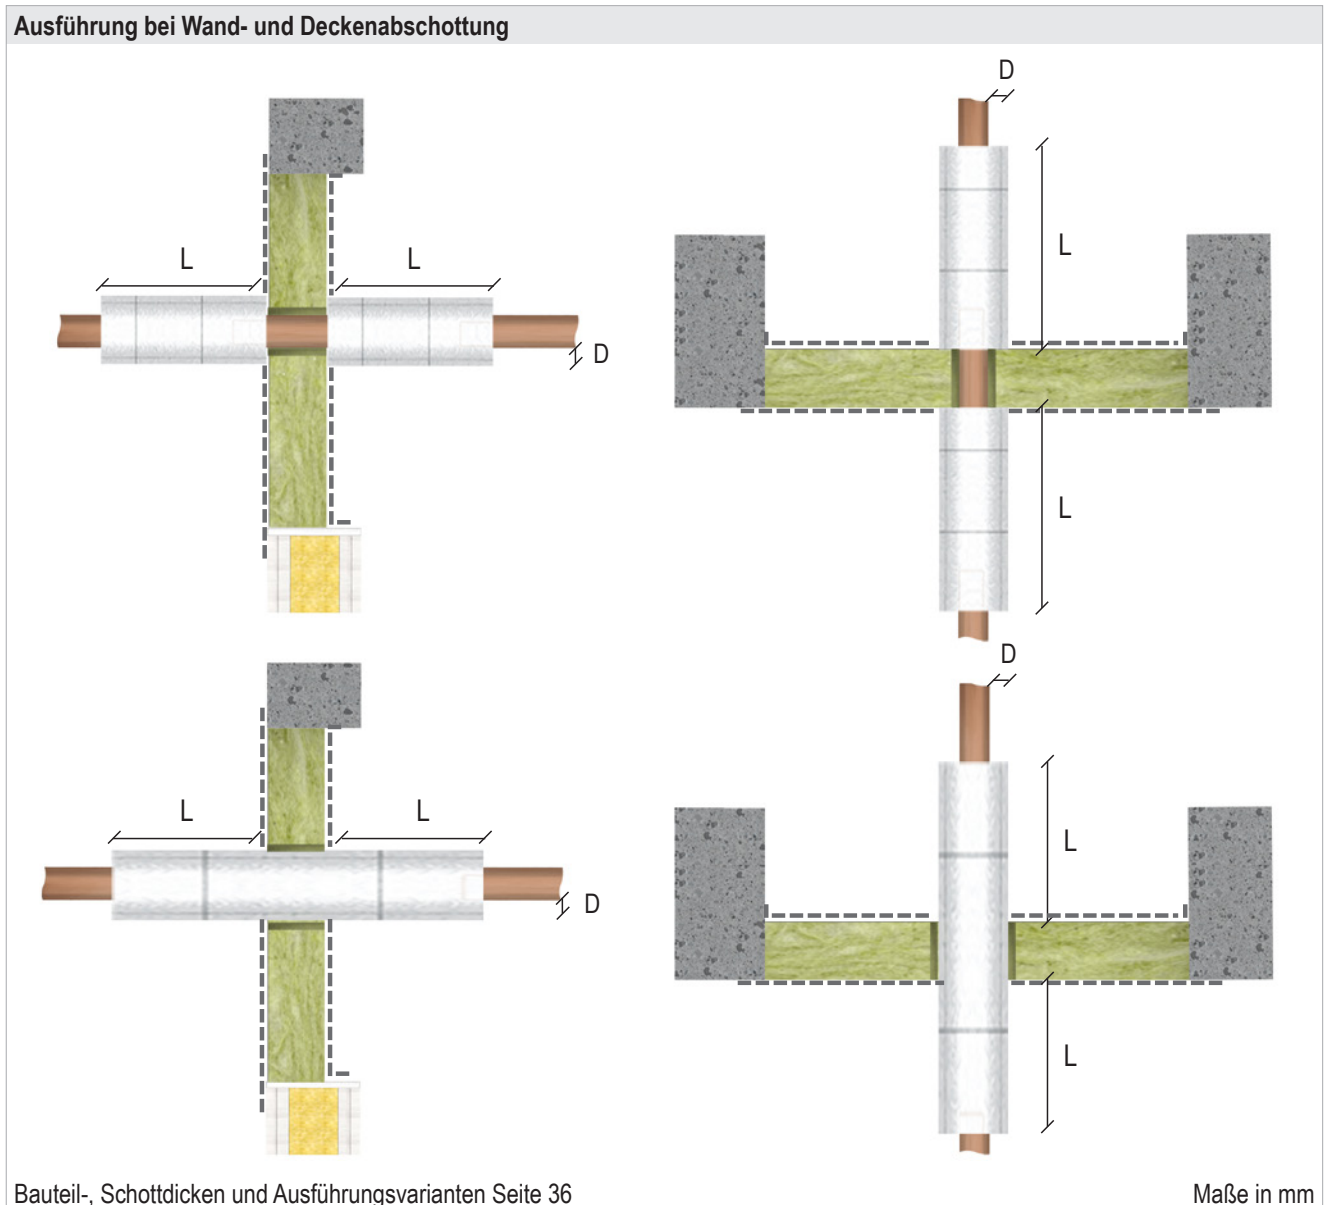 Ausführung bei Wand- und Deckenabschottung
D
L
L
L
D
L
D
L
L
L
D
L
Bauteil-, Schottdicken und Ausführungsvarianten Seite 36
Maße in mm